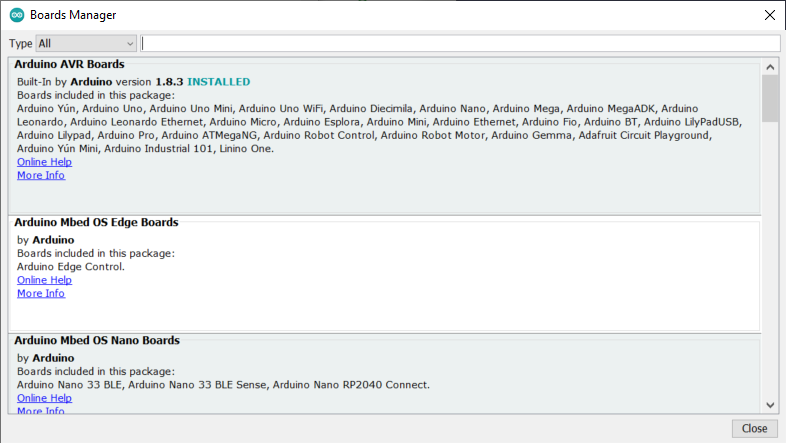 Boards Manager
Type All
Arduino AVR Boards
Built-In by Arduino version 1.8.3 INSTALLED
Boards included in this package:
Arduino Yún, Arduino Uno, Arduino Uno Mini, Arduino Uno WiFi, Arduino Diecimila, Arduino Nano, Arduino Mega, Arduino MegaADK, Arduino
Leonardo, Arduino Leonardo Ethernet, Arduino Micro, Arduino Esplora, Arduino Mini, Arduino Ethernet, Arduino Fio, Arduino BT, Arduino LilyPadUSB,
Arduino Lilypad, Arduino Pro, Arduino ATMegaNG, Arduino Robot Control, Arduino Robot Motor, Arduino Gemma, Adafruit Circuit Playground,
Arduino Yún Mini, Arduino Industrial 101, Linino One.
Online Help
More Info
Arduino Mbed OS Edge Boards
by Arduino
Boards included in this package:
Arduino Edge Control.
Online Help
More Info
Arduino Mbed OS Nano Boards
by Arduino
Boards included in this package:
Arduino Nano 33 BLE, Arduino Nano 33 BLE Sense, Arduino Nano RP2040 Connect.
Online Help
More Info
Close